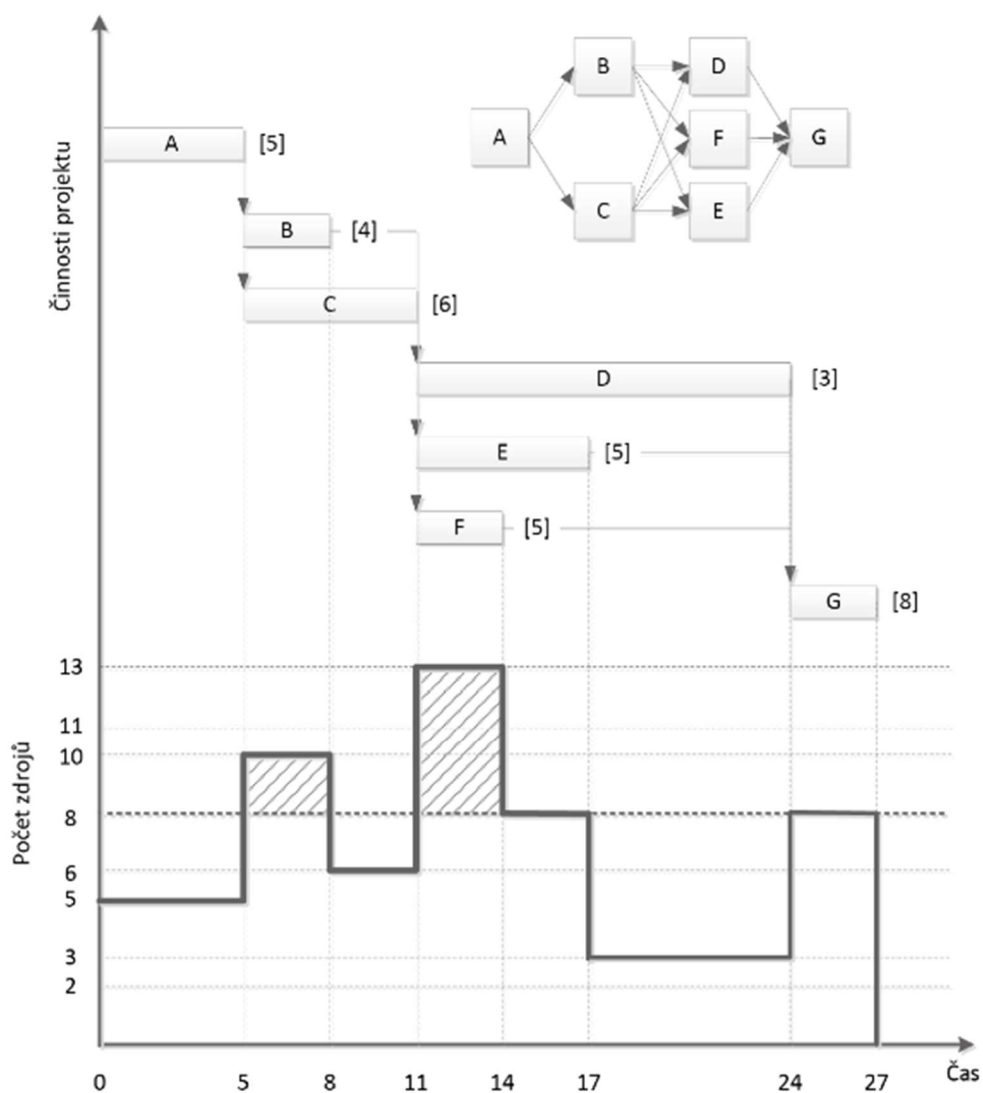 B
D
A
F
G
C
E
Činnosti projektu
A [5]
B [4]
C [6]
D [3]
E [5]
F [5]
G [8]
Počet zdrojů
13
11
10
8
6
5
3
2
0 5 8 11 14 17 24 27
Čas